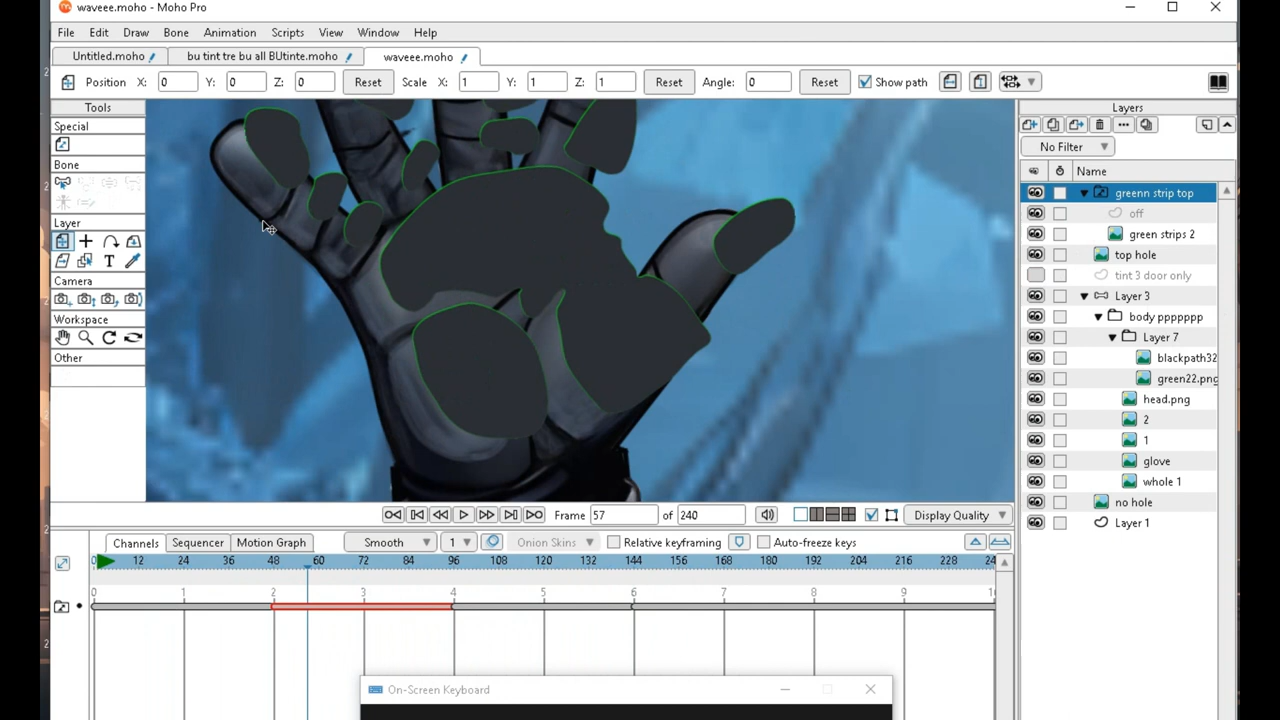 waveee.moho - Moho Pro
File Edit Draw Bone Animation Scripts View Window Help
Untitled.moho bu tint tre bu all BUtinte.moho waveee.moho
Position X: 0 Y: 0 Z: 0 Reset Scale X: 1 Y: 1 Z: 1 Reset Angle: 0 Reset Show path
Tools
Special
Bone
Layer
T
Camera
Workspace
Other
Layers
No Filter
Name
greenn strip top
off
green strips 2
top hole
tint 3 door only
Layer 3
body ppppppp
Layer 7
blackpath32
green22.png
head.png
2
1
glove
whole 1
no hole
Layer 1
Frame 57 of 240 Display Quality
Channels Sequencer Motion Graph Smooth 1 Onion Skins Relative keyframing Auto-freeze keys
0 12 24 36 48 60 72 84 96 108 120 132 144 156 168 180 192 204 216 228 24
0 1 2 3 4 5 6 7 8 9 1
On-Screen Keyboard